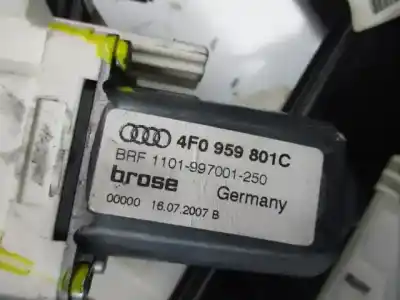 4F0 959 801C
BRF 1101-997001-250
brose Germany
00000 16.07.2007 B